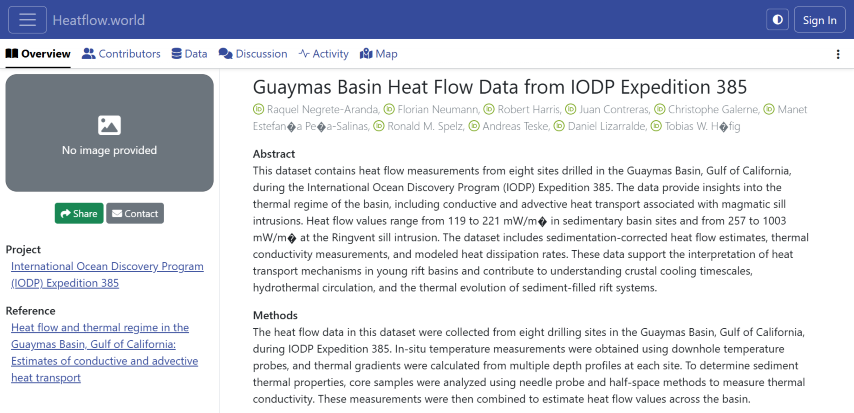 Heatflow.world
Sign In
Overview Contributors Data Discussion Activity Map
No image provided
Share Contact
Project
International Ocean Discovery Program
(IODP) Expedition 385
Reference
Heat flow and thermal regime in the
Guaymas Basin, Gulf of California:
Estimates of conductive and advective
heat transport
Guaymas Basin Heat Flow Data from IODP Expedition 385
Raquel Negrete-Aranda, Florian Neumann, Robert Harris, Juan Contreras, Christophe Galerne, Manet
Estefan�a Pe�a-Salinas, Ronald M. Spelz, Andreas Teske, Daniel Lizarralde, Tobias W. H�fig
Abstract
This dataset contains heat flow measurements from eight sites drilled in the Guaymas Basin, Gulf of California,
during the International Ocean Discovery Program (IODP) Expedition 385. The data provide insights into the
thermal regime of the basin, including conductive and advective heat transport associated with magmatic sill
intrusions. Heat flow values range from 119 to 221 mW/m� in sedimentary basin sites and from 257 to 1003
mW/m� at the Ringvent sill intrusion. The dataset includes sedimentation-corrected heat flow estimates, thermal
conductivity measurements, and modeled heat dissipation rates. These data support the interpretation of heat
transport mechanisms in young rift basins and contribute to understanding crustal cooling timescales,
hydrothermal circulation, and the thermal evolution of sediment-filled rift systems.
Methods
The heat flow data in this dataset were collected from eight drilling sites in the Guaymas Basin, Gulf of California,
during IODP Expedition 385. In-situ temperature measurements were obtained using downhole temperature
probes, and thermal gradients were calculated from multiple depth profiles at each site. To determine sediment
thermal properties, core samples were analyzed using needle probe and half-space methods to measure thermal
conductivity. These measurements were then combined to estimate heat flow values across the basin.